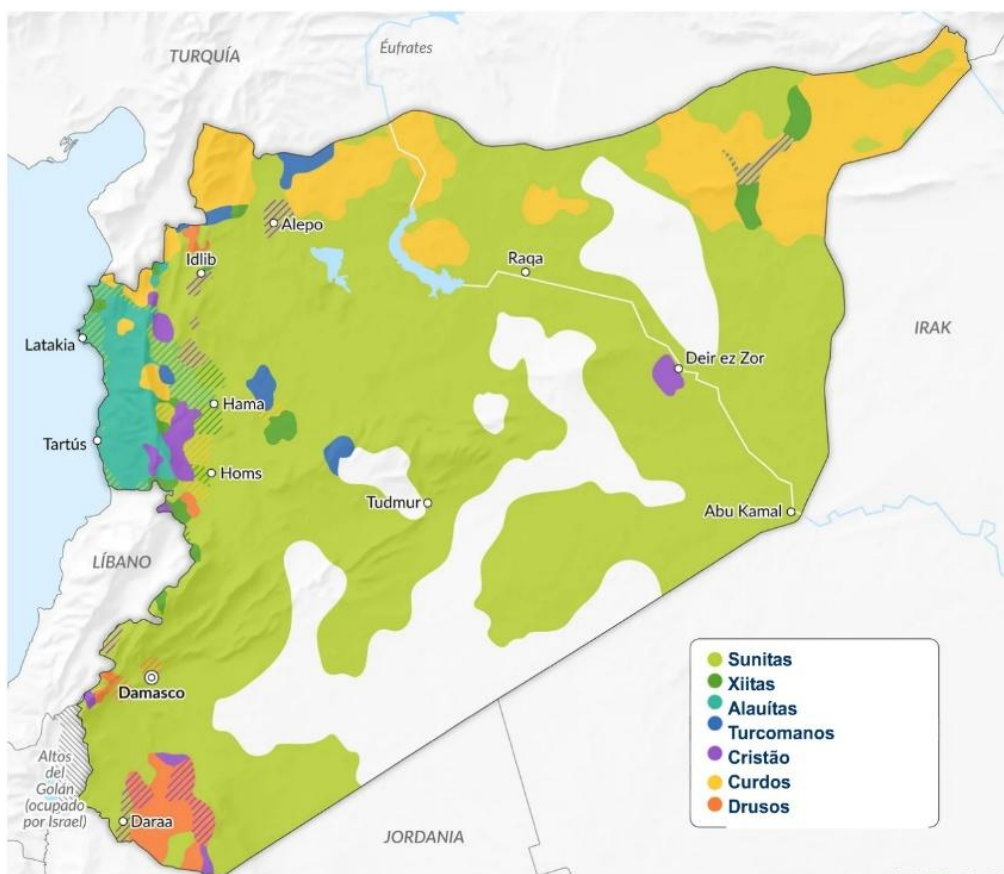 TURQUÍA
Éufrates
Alepo
Idlib
Raqa
Latakia
IRAK
Deir ez Zor
Hama
Tartús
Homs
Tudmur
Abu Kamal
LÍBANO
Damasco
Altos
del
Golán
(ocupado
por Israel)
Daraa
JORDANIA
Sunitas
Xiitas
Alauítas
Turcomanos
Cristão
Curdos
Drusos